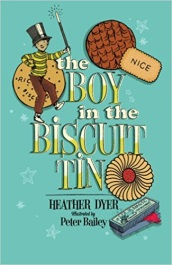 NICE
the
BOY
in the
BISCUIT
TIN
HEATHER DYER
Illustrated by
Peter Bailey